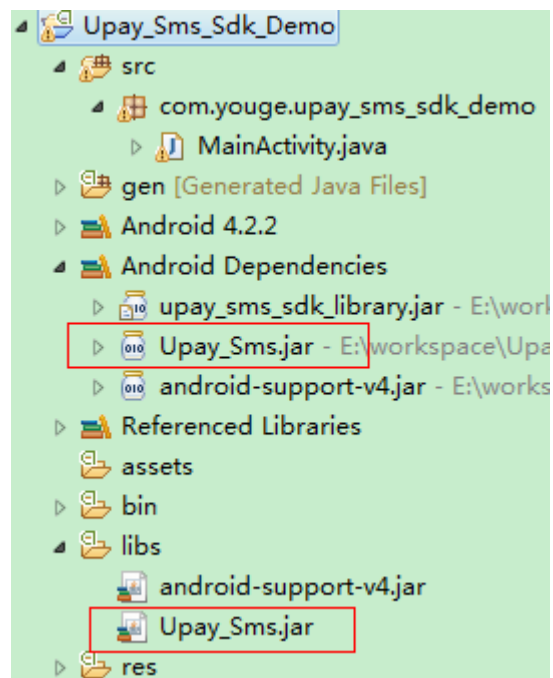 Upay_Sms_Sdk_Demo
src
com.youge.upay_sms_sdk_demo
MainActivity.java
gen [Generated Java Files]
Android 4.2.2
Android Dependencies
upay_sms_sdk_library.jar - E:\work
Upay_Sms.jar - E:\workspace\Upa
android-support-v4.jar - E:\works
Referenced Libraries
assets
bin
libs
android-support-v4.jar
Upay_Sms.jar
res